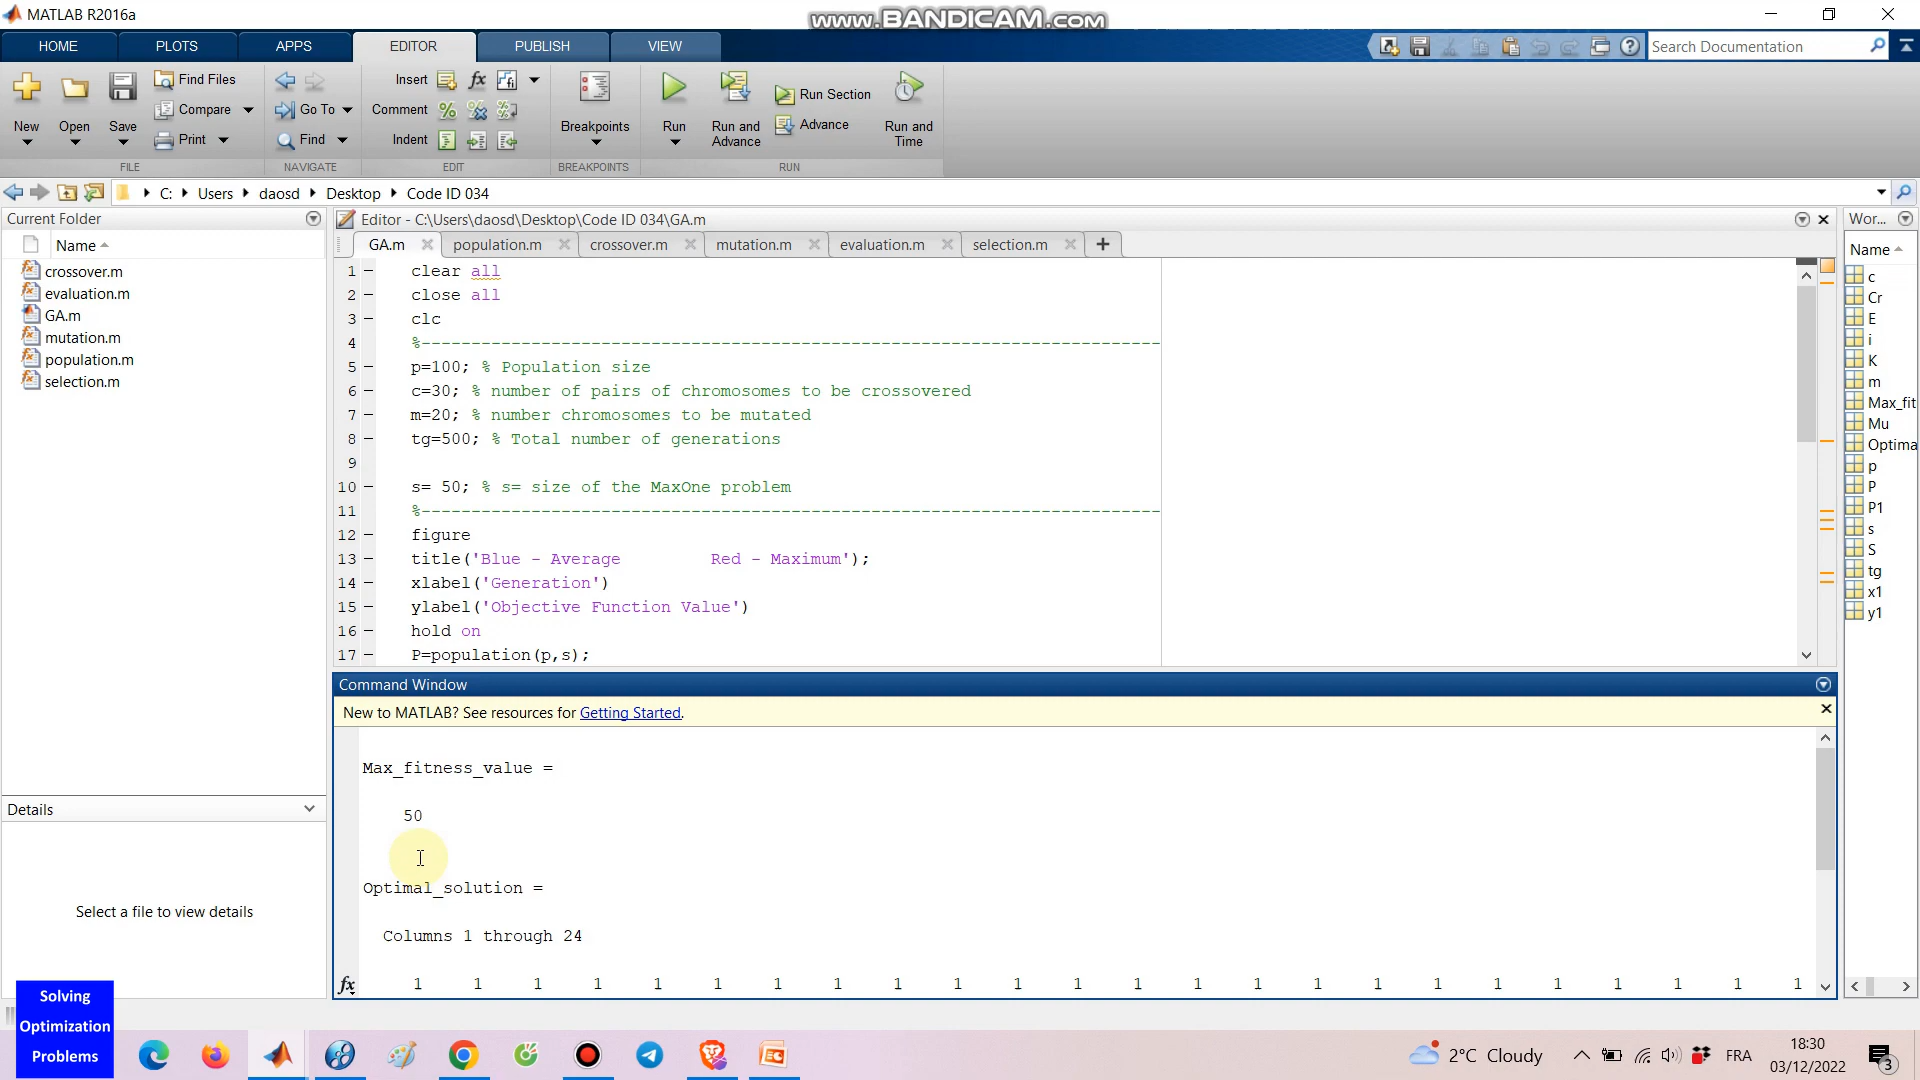 MATLAB R2016a
www.BANDICAM.com
HOME PLOTS APPS EDITOR PUBLISH VIEW
Search Documentation
New Open Save
Find Files
Compare
Print
FILE
Go To
Find
NAVIGATE
Insert
Comment
Indent
EDIT
Breakpoints
BREAKPOINTS
Run
Run and
Advance
Run Section
Advance
Run and
Time
RUN
C: Users daosd Desktop Code ID 034
Current Folder
Name
crossover.m
evaluation.m
GA.m
mutation.m
population.m
selection.m
Details
Select a file to view details
Editor - C:\Users\daosd\Desktop\Code ID 034\GA.m
GA.m population.m crossover.m mutation.m evaluation.m selection.m
1 clear all
2 close all
3 clc
4 %--------------------------------------------------------------------------
5 p=100; % Population size
6 c=30; % number of pairs of chromosomes to be crossovered
7 m=20; % number chromosomes to be mutated
8 tg=500; % Total number of generations
9
10 s= 50; % s= size of the MaxOne problem
11 %--------------------------------------------------------------------------
12 figure
13 title('Blue - Average         Red - Maximum');
14 xlabel('Generation')
15 ylabel('Objective Function Value')
16 hold on
17 P=population(p,s);
Command Window
New to MATLAB? See resources for Getting Started.
Max_fitness_value =
50
Optimal_solution =
Columns 1 through 24
1 1 1 1 1 1 1 1 1 1 1 1 1 1 1 1 1 1 1 1 1 1 1 1
fx
Wor...
Name
c
Cr
E
i
K
m
Max_fit
Mu
Optima
p
P
P1
s
S
tg
x1
y1
Solving
Optimization
Problems
2°C Cloudy
FRA
18:30
03/12/2022
3